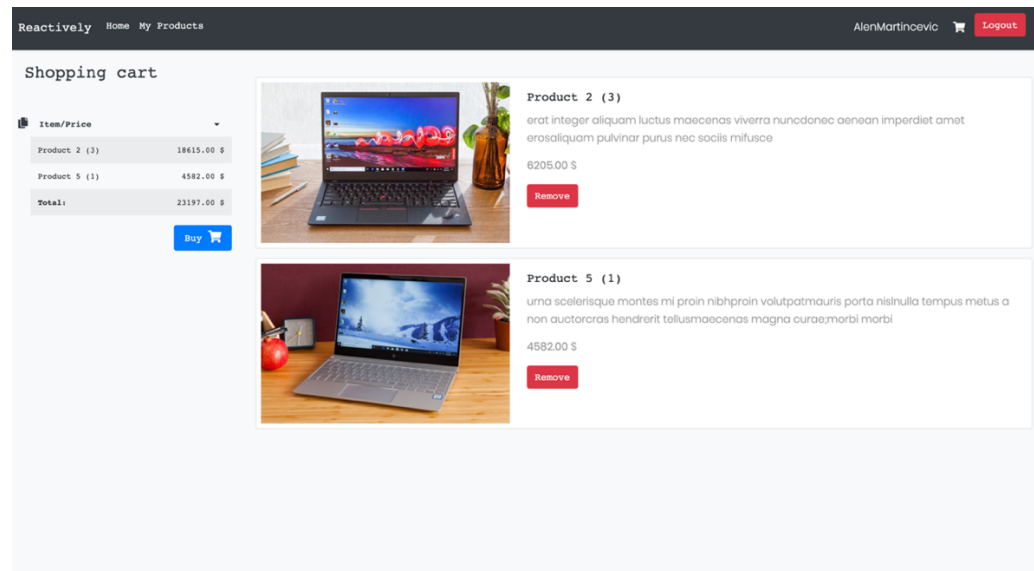 Reactively Home My Products AlenMartincevic Logout
Shopping cart
Item/Price
Product 2 (3) 18615.00 $
Product 5 (1) 4582.00 $
Total: 23197.00 $
Buy
Product 2 (3)
erat integer aliquam luctus maecenas viverra nuncdonec aenean imperdiet amet
erosaliquam pulvinar purus nec sociis mifusce
6205.00 $
Remove
Product 5 (1)
urna scelerisque montes mi proin nibhproin volutpatmauris porta nislnulla tempus metus a
non auctorcras hendrerit tellusmaecenas magna curae;morbi morbi
4582.00 $
Remove